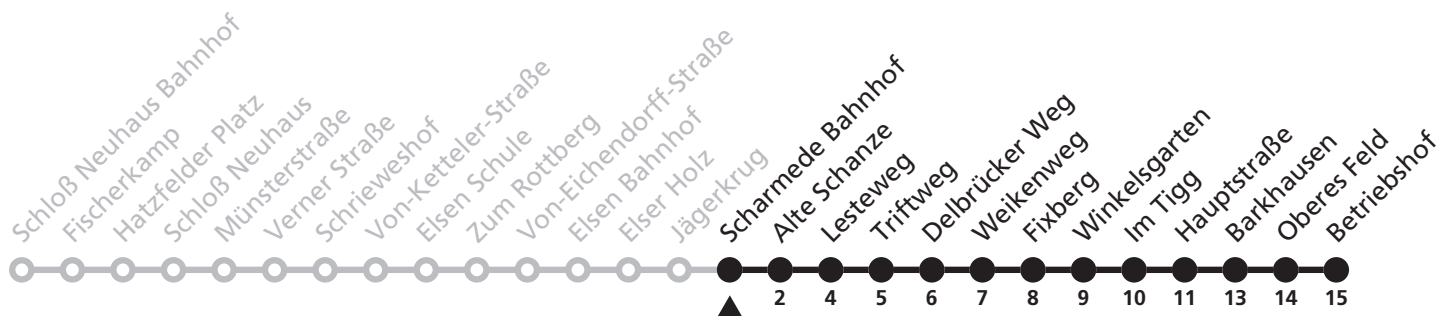 Schloß Neuhaus Bahnhof
Fischerkamp
Hatzfelder Platz
Schloß Neuhaus
Münsterstraße
Verner Straße
Schrieweshof
Von-Ketteler-Straße
Elsen Schule
Zum Rottberg
Von-Eichendorff-Straße
Elsen Bahnhof
Elser Holz
Jägerkrug
Scharmede Bahnhof
Alte Schanze
Lesteweg
Triftweg
Delbrücker Weg
Weikenweg
Fixberg
Winkelsgarten
Im Tigg
Hauptstraße
Barkhausen
Oberes Feld
Betriebshof
2 4 5 6 7 8 9 10 11 13 14 15